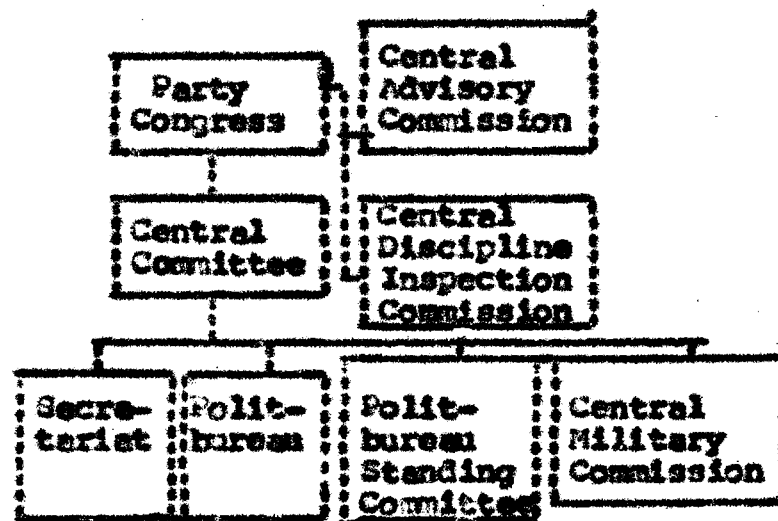 Party
Congress
Central
Advisory
Commission
Central
Committee
Central
Discipline
Inspection
Commission
Secre-
tariat
Polit-
bureau
Polit-
bureau
Standing
Committee
Central
Military
Commission